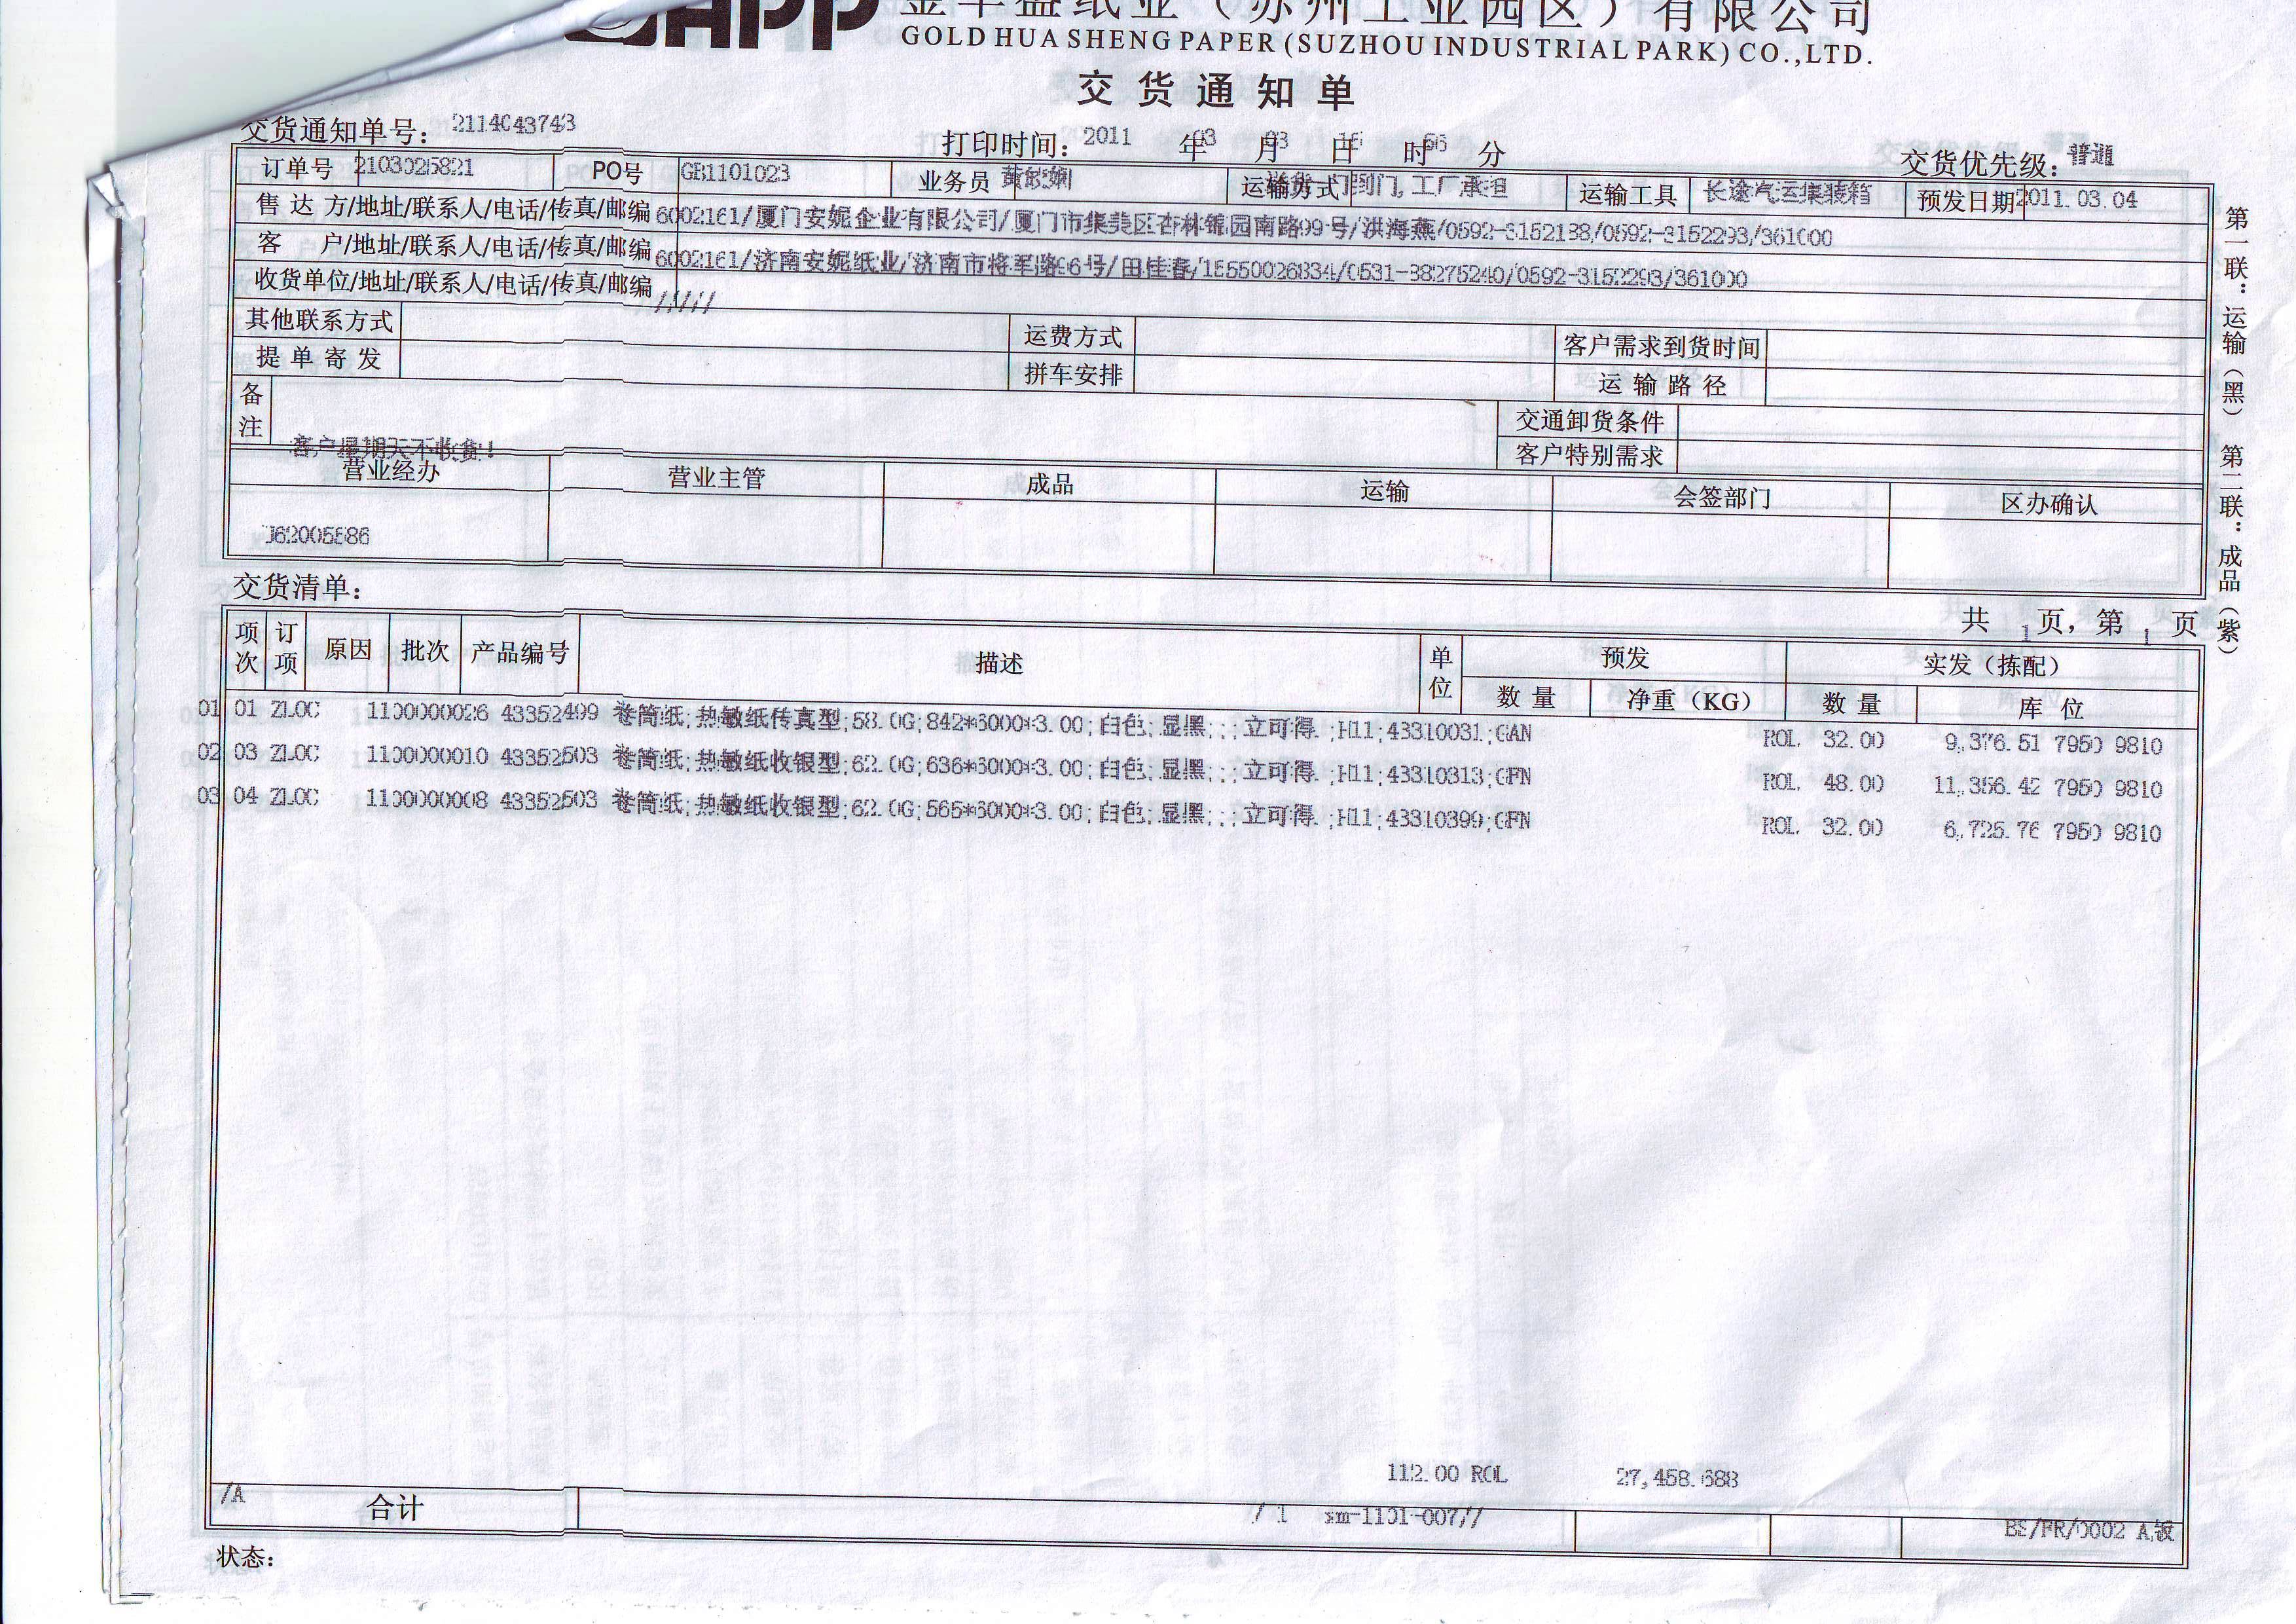 APP 金华盛纸业（苏州工业园区）有限公司
GOLD HUA SHENG PAPER (SUZHOU INDUSTRIAL PARK) CO.,LTD.
交货通知单
交货通知单号： 2114043743 打印时间：2011 年 03 月 03 日 16 时 56 分 交货优先级：普通
订单号 2103025821 PO号 GB1101023 业务员 运输方式 门到门,工厂承担 运输工具 长途气运集装箱 预发日期 2011.03.04
售达方/地址/联系人/电话/传真/邮编 6002161/厦门安妮企业有限公司/厦门市集美区杏林锦园南路99号/洪海燕/0592-3152188/0592-3152293/361000
客 户/地址/联系人/电话/传真/邮编 6002161/济南安妮纸业/济南市将军路96号/田佳春/15550026834/0531-88275240/0592-3152293/361000
收货单位/地址/联系人/电话/传真/邮编 /////
其他联系方式 运费方式 客户需求到货时间
提单寄发 拼车安排 运输路径
备注 客户星期天不收货!
交通卸货条件
客户特别需求
营业经办 营业主管 成品 运输 会签部门 区办确认
J62005586
第一联：运输（黑） 第二联：成品（紫）
交货清单：
共 1 页，第 1 页
项次 订项 原因 批次 产品编号 描述 单位 预发 实发（拣配）
数量 净重（KG） 数量 库位
01 01 ZLOC 1100000026 43352499 卷筒纸;热敏纸传真型;58.0G;842*6000*3.00;白色;显黑;;;立可得.;H11;43310031;GAN ROL 32.00 9,376.51 7950 9810
02 03 ZLOC 1100000010 43352503 卷筒纸;热敏纸收银型;62.0G;636*6000*3.00;白色;显黑;;;立可得.;H11;43310313;GFN ROL 48.00 11,356.42 7950 9810
03 04 ZLOC 1100000008 43352503 卷筒纸;热敏纸收银型;62.0G;565*6000*3.00;白色;显黑;;;立可得.;H11;43310399;GFN ROL 32.00 6,725.76 7950 9810
112.00 ROL 27,458.688
/A 合计 / 1 xm-1101-007// BS/FR/0002 A版
状态：